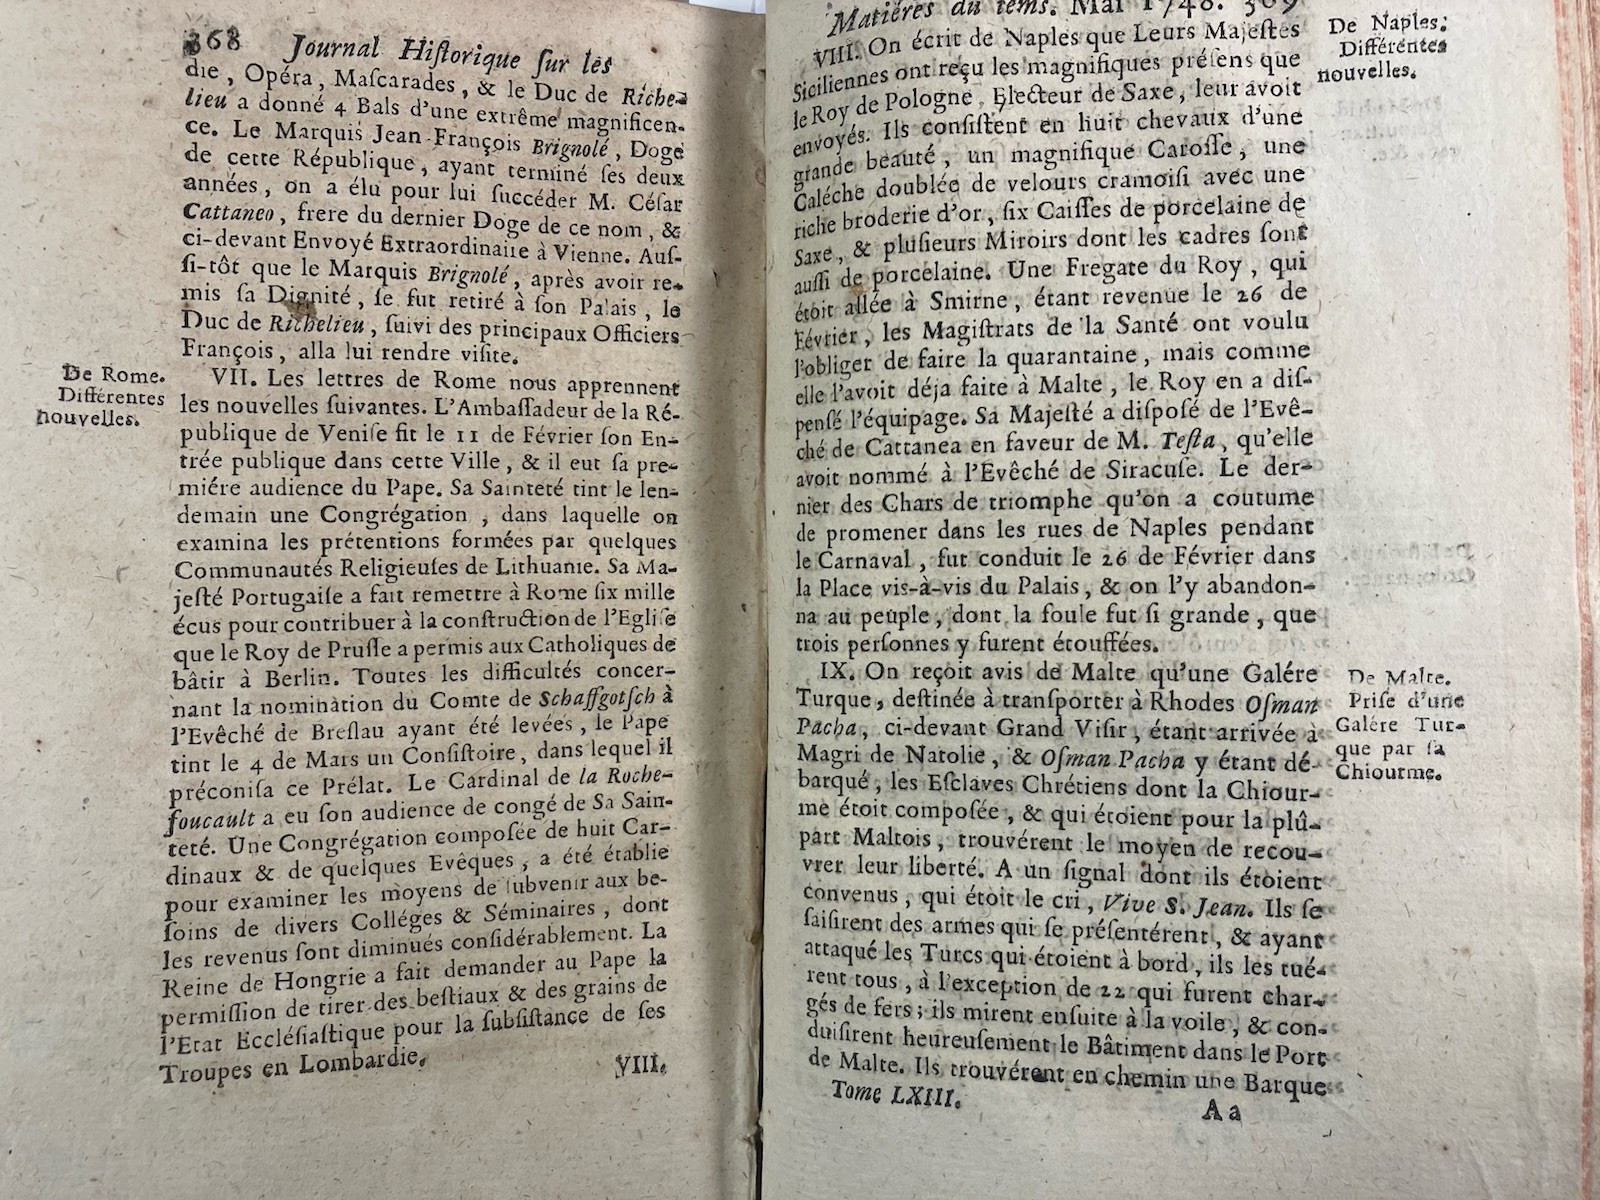 368 Journal Hiſtorique ſur les
die, Opéra, Maſcarades, & le Duc de Riche-
lieu a donné 4 Bals d'une extrême magnificen-
ce. Le Marquis Jean-François Brignolé, Doge
de cette République, ayant terminé ſes deux
années, on a élu pour lui ſuccéder M. Céſar
Cattaneo, frere du dernier Doge de ce nom, &
ci-devant Envoyé Extraordinaire à Vienne. Auſ-
ſi-tôt que le Marquis Brignolé, après avoir re-
mis ſa Dignité, ſe fut retiré à ſon Palais, le
Duc de Richelieu, ſuivi des principaux Officiers
François, alla lui rendre viſite.
De Rome.
Différentes
nouvelles.
VII. Les lettres de Rome nous apprennent
les nouvelles ſuivantes. L'Ambaſſadeur de la Ré-
publique de Veniſe fit le 11 de Février ſon En-
trée publique dans cette Ville, & il eut ſa pre-
miére audience du Pape. Sa Sainteté tint le len-
demain une Congrégation, dans laquelle on
examina les prétentions formées par quelques
Communautés Religieuſes de Lithuanie. Sa Ma-
jeſté Portugaiſe a fait remettre à Rome ſix mille
écus pour contribuer à la conſtruction de l'Egliſe
que le Roy de Pruſſe a permis aux Catholiques de
bâtir à Berlin. Toutes les difficultés concer-
nant la nomination du Comte de Schaffgotſch à
l'Evêché de Breſlau ayant été levées, le Pape
tint le 4 de Mars un Conſiſtoire, dans lequel il
préconiſa ce Prélat. Le Cardinal de la Roche-
foucault a eu ſon audience de congé de Sa Sain-
teté. Une Congrégation compoſée de huit Car-
dinaux & de quelques Evêques, a été établie
pour examiner les moyens de ſubvenir aux be-
ſoins de divers Colléges & Séminaires, dont
les revenus ſont diminués conſidérablement. La
Reine de Hongrie a fait demander au Pape la
permiſſion de tirer des beſtiaux & des grains de
l'Etat Eccléſiaſtique pour la ſubſiſtance de ſes
Troupes en Lombardie.
VIII.
Matiéres du tems. Mai 1748. 369
De Naples.
Différentes
nouvelles.
VIII. On écrit de Naples que Leurs Majeſtés
Siciliennes ont reçu les magnifiques préſens que
le Roy de Pologne, Electeur de Saxe, leur avoit
envoyés. Ils conſiſtent en huit chevaux d'une
grande beauté, un magnifique Caroſſe, une
Caléche doublée de velours cramoiſi avec une
riche broderie d'or, ſix Caiſſes de porcelaine de
Saxe, & pluſieurs Miroirs dont les cadres ſont
auſſi de porcelaine. Une Fregate du Roy, qui
étoit allée à Smirne, étant revenue le 26 de
Février, les Magiſtrats de la Santé ont voulu
l'obliger de faire la quarantaine, mais comme
elle l'avoit déja faite à Malte, le Roy en a diſ-
penſé l'équipage. Sa Majeſté a diſpoſé de l'Evê-
ché de Cattanea en faveur de M. Teſta, qu'elle
avoit nommé à l'Evêché de Siracuſe. Le der-
nier des Chars de triomphe qu'on a coutume
de promener dans les rues de Naples pendant
le Carnaval, fut conduit le 26 de Février dans
la Place vis-à-vis du Palais, & on l'y abandon-
na au peuple, dont la foule fut ſi grande, que
trois perſonnes y furent étouffées.
De Malte.
Priſe d'une
Galére Tur-
que par ſa
Chiourme.
IX. On reçoit avis de Malte qu'une Galére
Turque, deſtinée à tranſporter à Rhodes Oſman
Pacha, ci-devant Grand Viſir, étant arrivée à
Magri de Natolie, & Oſman Pacha y étant dé-
barqué, les Eſclaves Chrétiens dont la Chiour-
me étoit compoſée, & qui étoient pour la plû-
part Maltois, trouvérent le moyen de recou-
vrer leur liberté. A un ſignal dont ils étoient
convenus, qui étoit le cri, Vive S. Jean. Ils ſe
ſaiſirent des armes qui ſe préſentérent, & ayant
attaqué les Turcs qui étoient à bord, ils les tué-
rent tous, à l'exception de 22 qui furent char-
gés de fers; ils mirent enſuite à la voile, & con-
duiſirent heureuſement le Bâtiment dans le Port
de Malte. Ils trouvérent en chemin une Barque
Tome LXIII.
A a